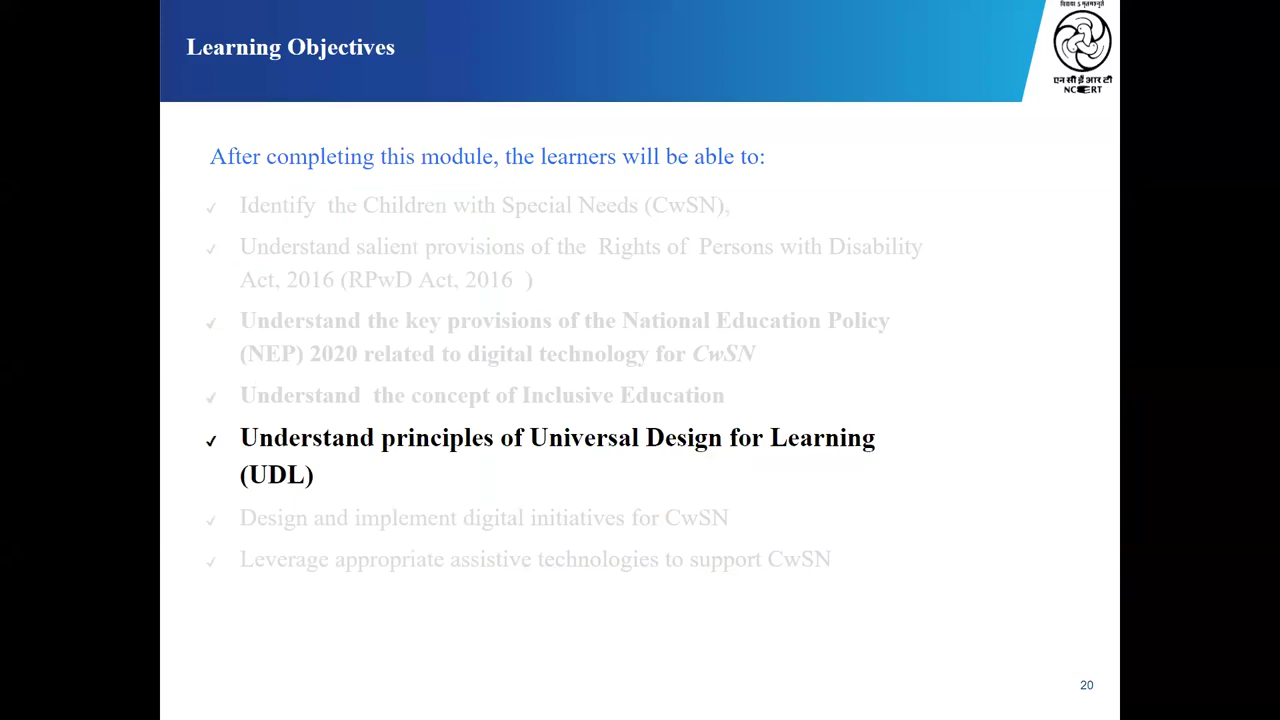 विद्यया ऽ मृतमश्नुते
Learning Objectives
एन सी ई आर टी
NCERT
After completing this module, the learners will be able to:
✓ Identify the Children with Special Needs (CwSN),
✓ Understand salient provisions of the Rights of Persons with Disability
Act, 2016 (RPwD Act, 2016 )
✓ Understand the key provisions of the National Education Policy
(NEP) 2020 related to digital technology for CwSN
✓ Understand the concept of Inclusive Education
✓ Understand principles of Universal Design for Learning
(UDL)
✓ Design and implement digital initiatives for CwSN
✓ Leverage appropriate assistive technologies to support CwSN
20